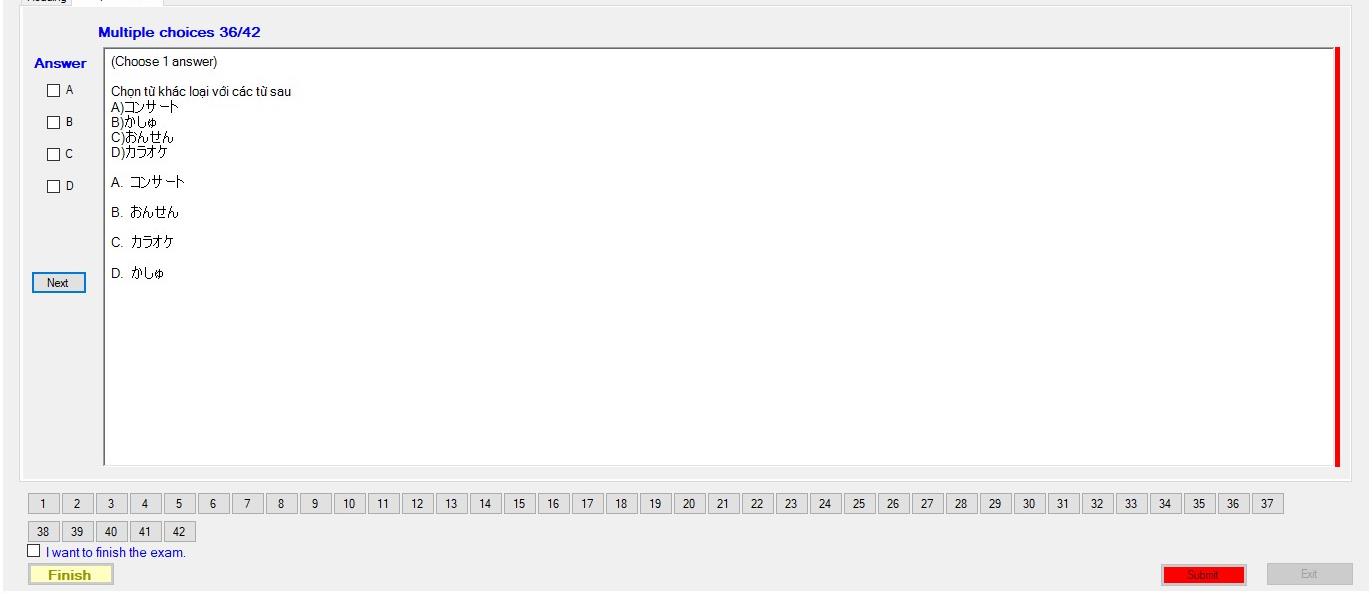 Multiple choices 36/42
Answer
(Choose 1 answer)
A
Chọn từ khác loại với các từ sau
A)コンサート
B
B)かしゅ
C)おんせん
C
D)カラオケ
D
A. コンサート
B. おんせん
C. カラオケ
D. かしゅ
Next
1 2 3 4 5 6 7 8 9 10 11 12 13 14 15 16 17 18 19 20 21 22 23 24 25 26 27 28 29 30 31 32 33 34 35 36 37
38 39 40 41 42
I want to finish the exam.
Finish
Submit
Exit